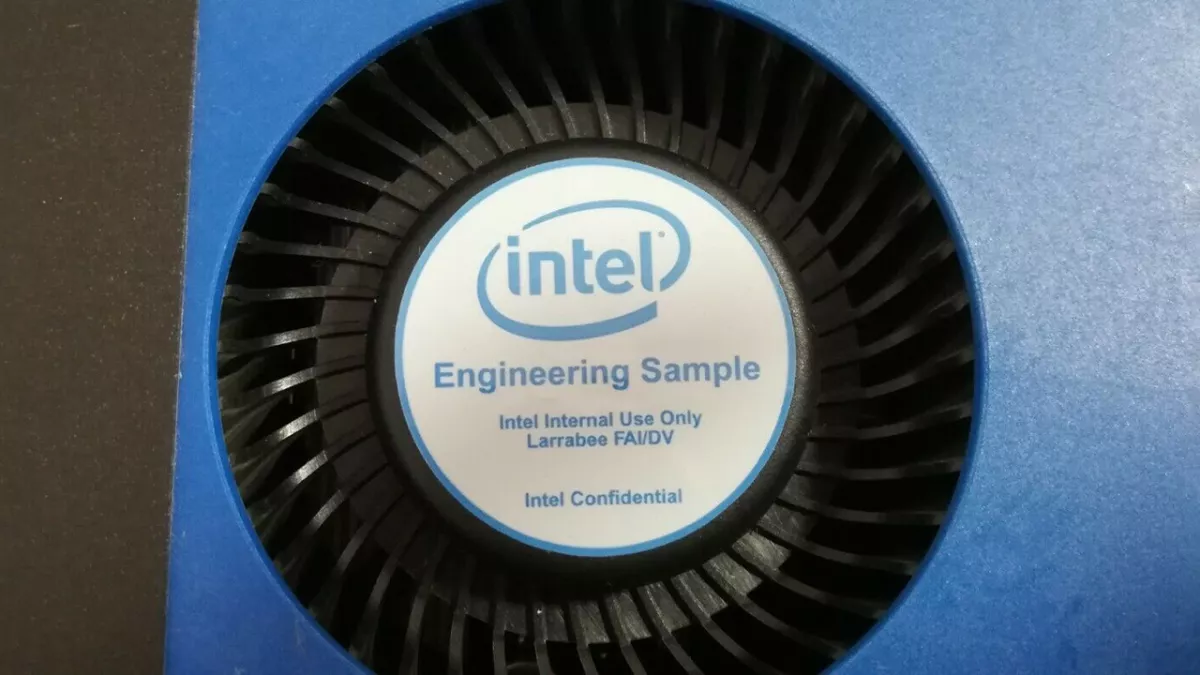 intel
Engineering Sample
Intel Internal Use Only
Larrabee FAI/DV
Intel Confidential